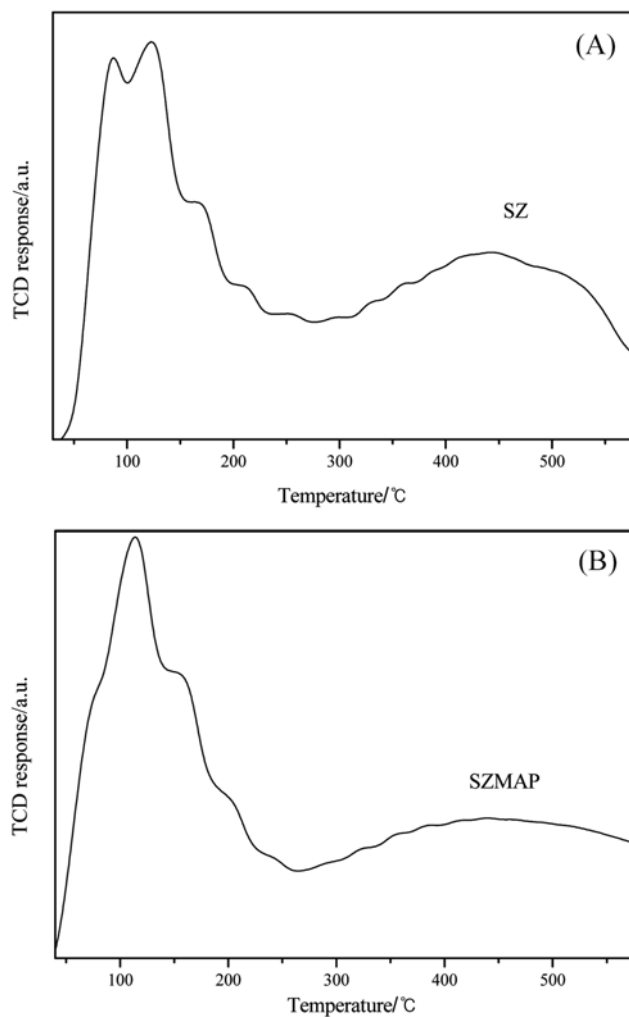 (A)
SZ
TCD response/a.u.
100 200 300 400 500
Temperature/℃
(B)
SZMAP
TCD response/a.u.
100 200 300 400 500
Temperature/℃